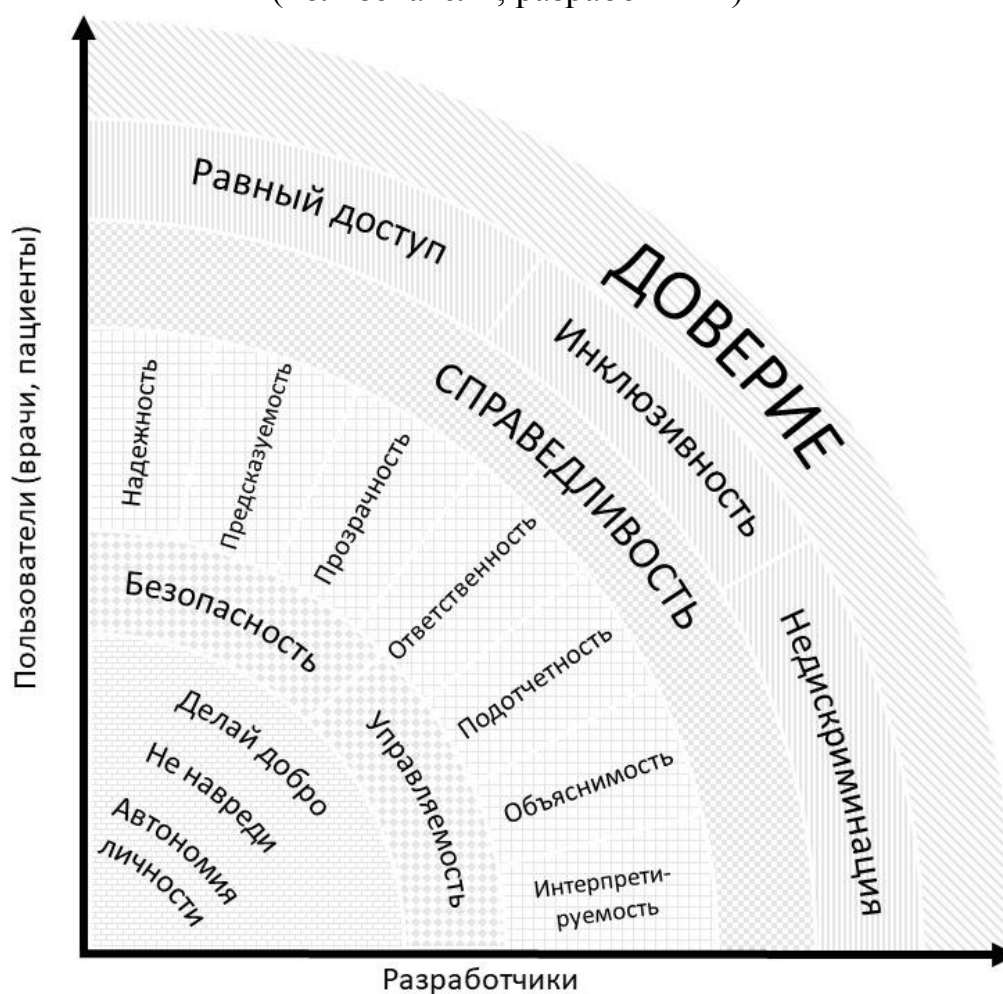 Пользователи (врачи, пациенты)
ДОВЕРИЕ
Равный доступ
Инклюзивность
Недискриминация
СПРАВЕДЛИВОСТЬ
Надежность
Предсказуемость
Прозрачность
Ответственность
Подотчетность
Объяснимость
Интерпрети-
руемость
Безопасность
Управляемость
Делай добро
Не навреди
Автономия
личности
Разработчики